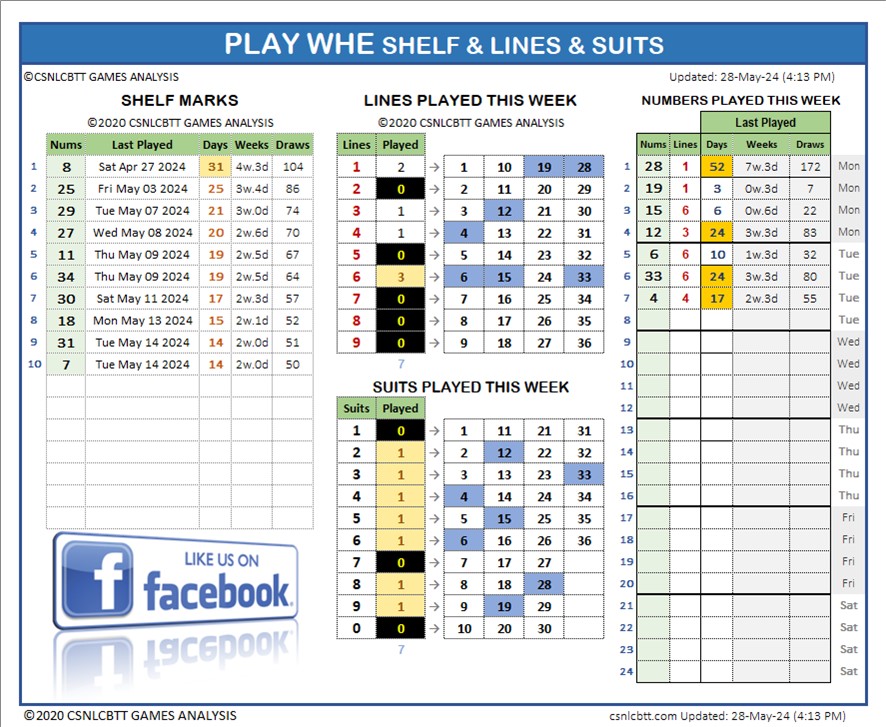 PLAY WHE SHELF & LINES & SUITS
©CSNLCBTT GAMES ANALYSIS
Updated: 28-May-24 (4:13 PM)
SHELF MARKS
©2020 CSNLCBTT GAMES ANALYSIS
Nums Last Played Days Weeks Draws
1 8 Sat Apr 27 2024 31 4w.3d 104
2 25 Fri May 03 2024 25 3w.4d 86
3 29 Tue May 07 2024 21 3w.0d 74
4 27 Wed May 08 2024 20 2w.6d 70
5 11 Thu May 09 2024 19 2w.5d 67
6 34 Thu May 09 2024 19 2w.5d 64
7 30 Sat May 11 2024 17 2w.3d 57
8 18 Mon May 13 2024 15 2w.1d 52
9 31 Tue May 14 2024 14 2w.0d 51
10 7 Tue May 14 2024 14 2w.0d 50
LIKE US ON
facebook.
LINES PLAYED THIS WEEK
©2020 CSNLCBTT GAMES ANALYSIS
Lines Played
1 2 → 1 10 19 28
2 0 → 2 11 20 29
3 1 → 3 12 21 30
4 1 → 4 13 22 31
5 0 → 5 14 23 32
6 3 → 6 15 24 33
7 0 → 7 16 25 34
8 0 → 8 17 26 35
9 0 → 9 18 27 36
7
SUITS PLAYED THIS WEEK
Suits Played
1 0 → 1 11 21 31
2 1 → 2 12 22 32
3 1 → 3 13 23 33
4 1 → 4 14 24 34
5 1 → 5 15 25 35
6 1 → 6 16 26 36
7 0 → 7 17 27
8 1 → 8 18 28
9 1 → 9 19 29
0 0 → 10 20 30
7
NUMBERS PLAYED THIS WEEK
Last Played
Nums Lines Days Weeks Draws
1 28 1 52 7w.3d 172 Mon
2 19 1 3 0w.3d 7 Mon
3 15 6 6 0w.6d 22 Mon
4 12 3 24 3w.3d 83 Mon
5 6 6 10 1w.3d 32 Tue
6 33 6 24 3w.3d 80 Tue
7 4 4 17 2w.3d 55 Tue
8 Tue
9 Wed
10 Wed
11 Wed
12 Wed
13 Thu
14 Thu
15 Thu
16 Thu
17 Fri
18 Fri
19 Fri
20 Fri
21 Sat
22 Sat
23 Sat
24 Sat
©2020 CSNLCBTT GAMES ANALYSIS
csnlcbtt.com Updated: 28-May-24 (4:13 PM)